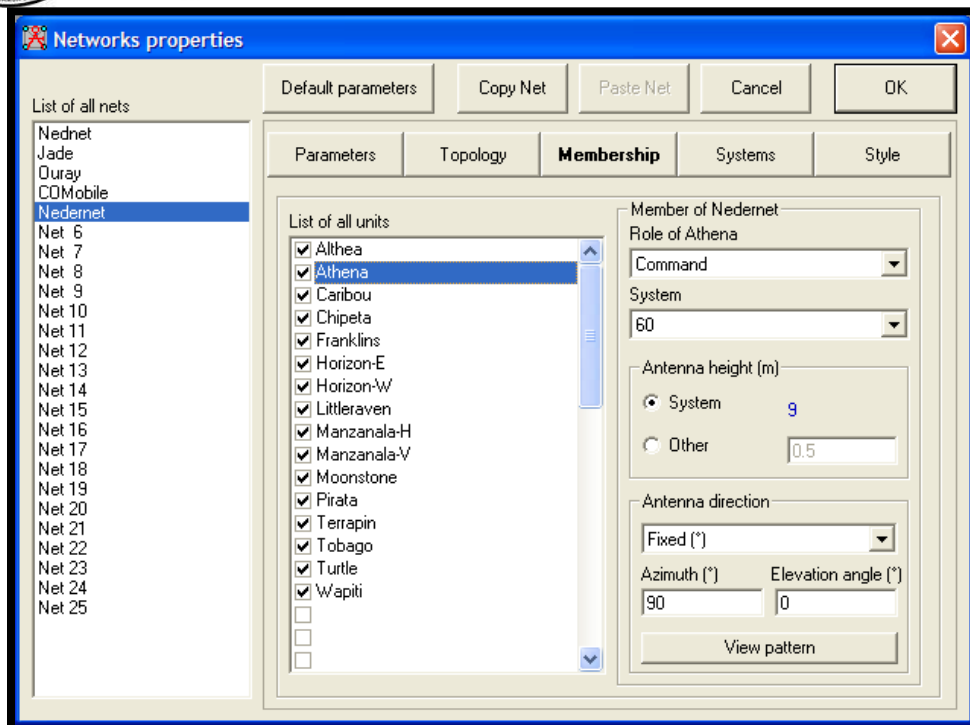 Networks properties
Default parameters
Copy Net
Paste Net
Cancel
OK
List of all nets
Nednet
Jade
Ouray
COMobile
Nedernet
Net 6
Net 7
Net 8
Net 9
Net 10
Net 11
Net 12
Net 13
Net 14
Net 15
Net 16
Net 17
Net 18
Net 19
Net 20
Net 21
Net 22
Net 23
Net 24
Net 25
Parameters
Topology
Membership
Systems
Style
List of all units
Althea
Athena
Caribou
Chipeta
Franklins
Horizon-E
Horizon-W
Littleraven
Manzanala-H
Manzanala-V
Moonstone
Pirata
Terrapin
Tobago
Turtle
Wapiti
Member of Nedernet
Role of Athena
Command
System
60
Antenna height (m)
System 9
Other 0.5
Antenna direction
Fixed (°)
Azimuth (°) Elevation angle (°)
90 0
View pattern